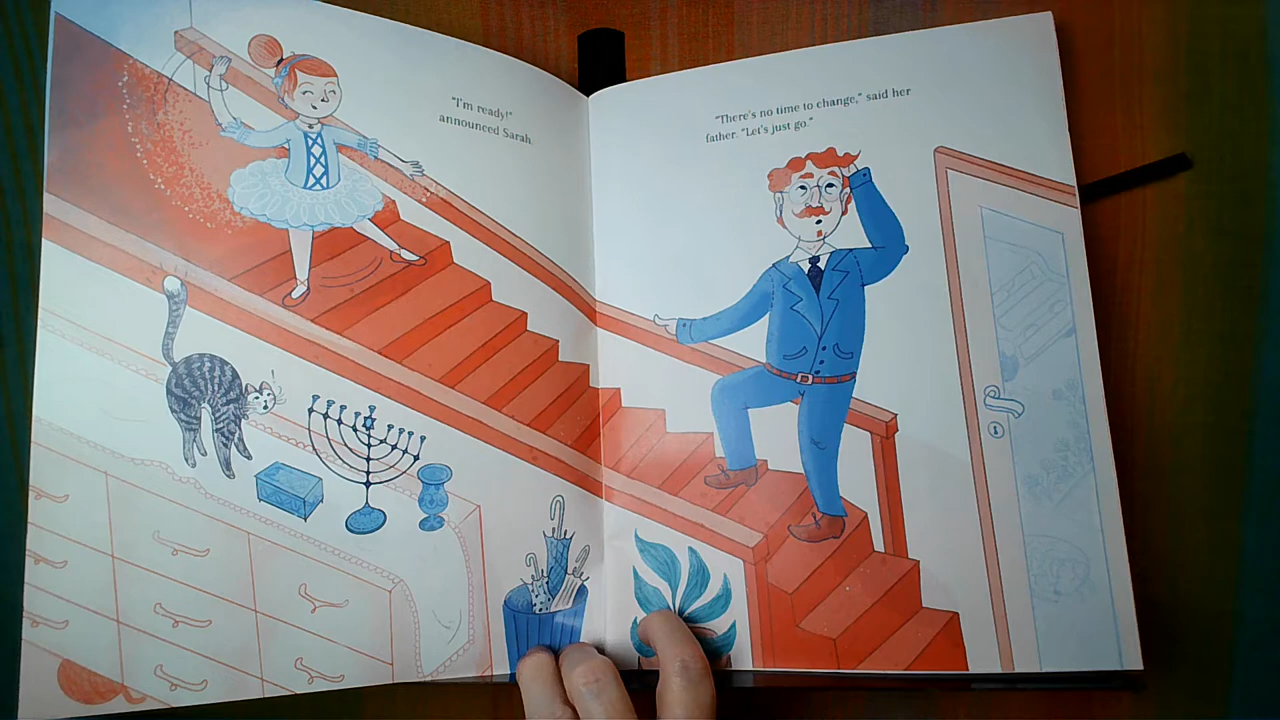 "I'm ready!"
announced Sarah.
"There's no time to change," said her
father. "Let's just go."